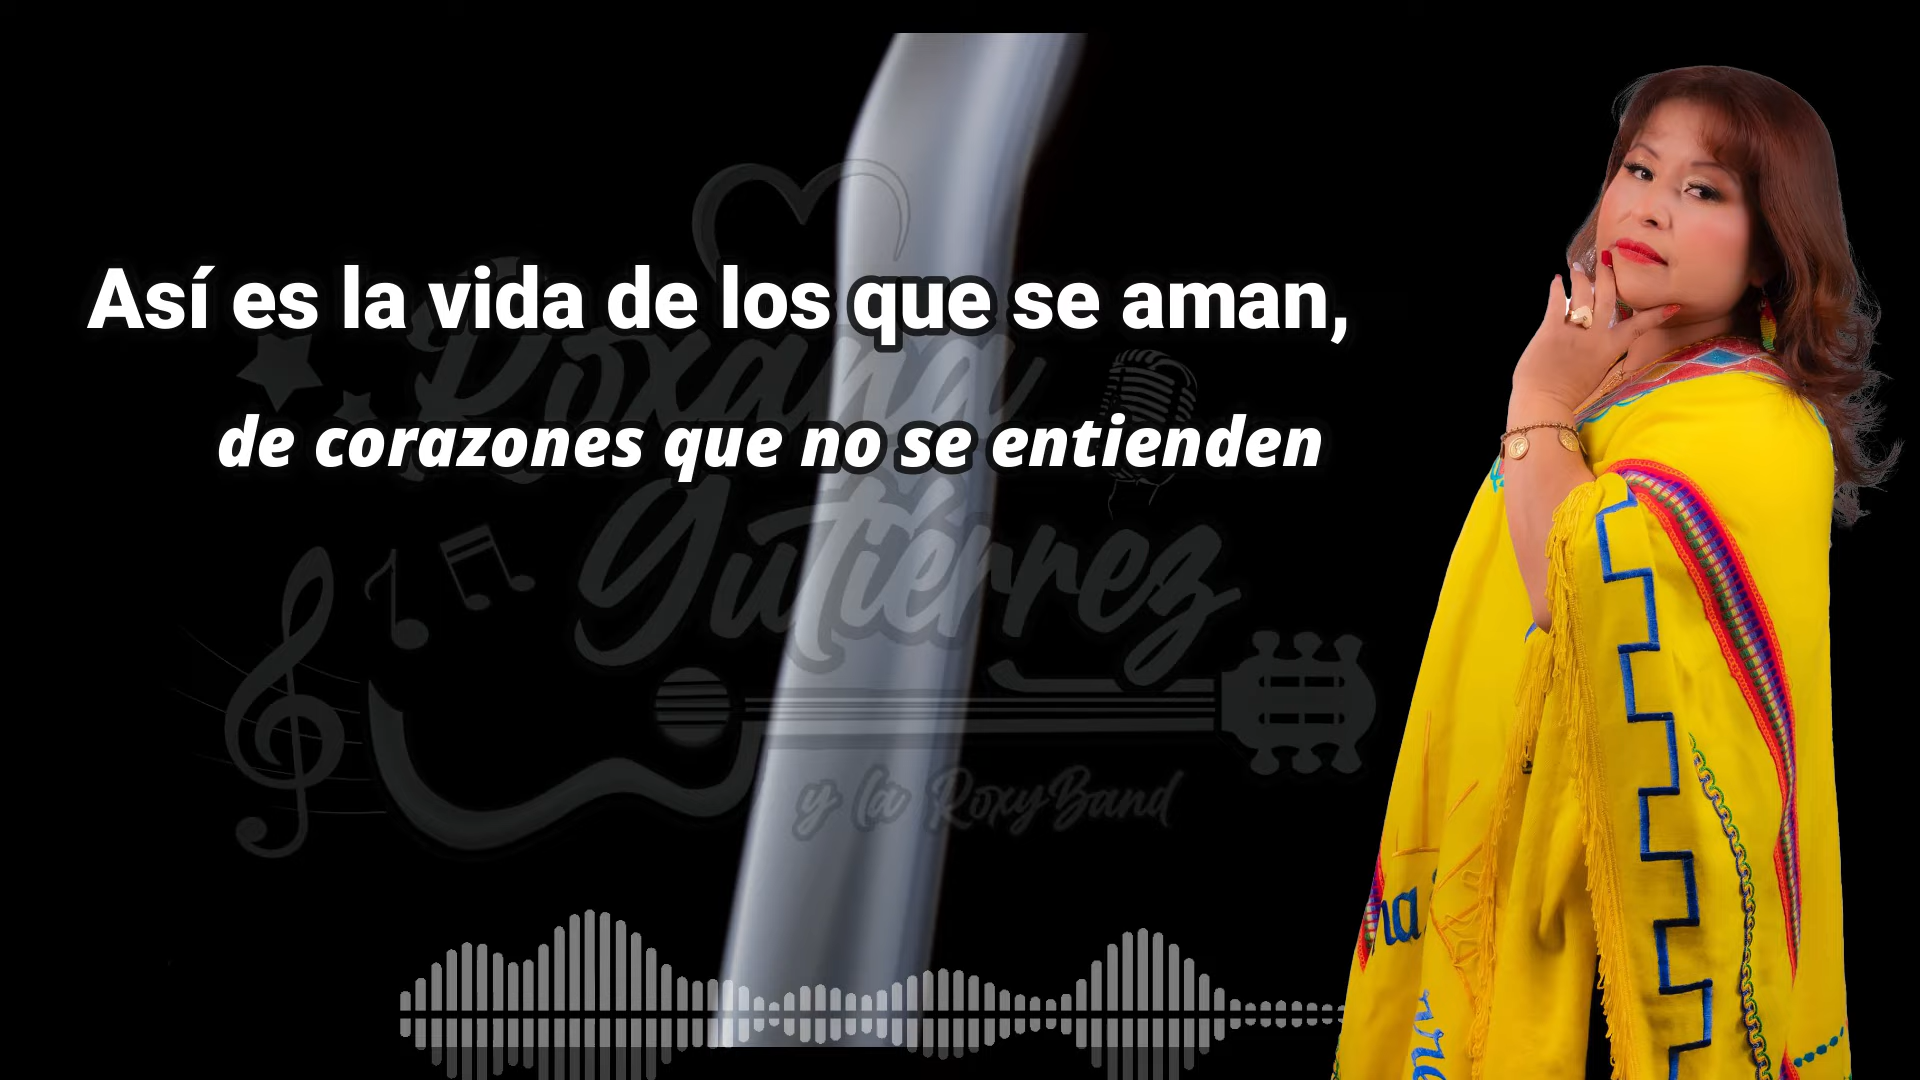 Así es la vida de los que se aman,
de corazones que no se entienden
Roxana
Gutiérrez
y la RoxyBand
na